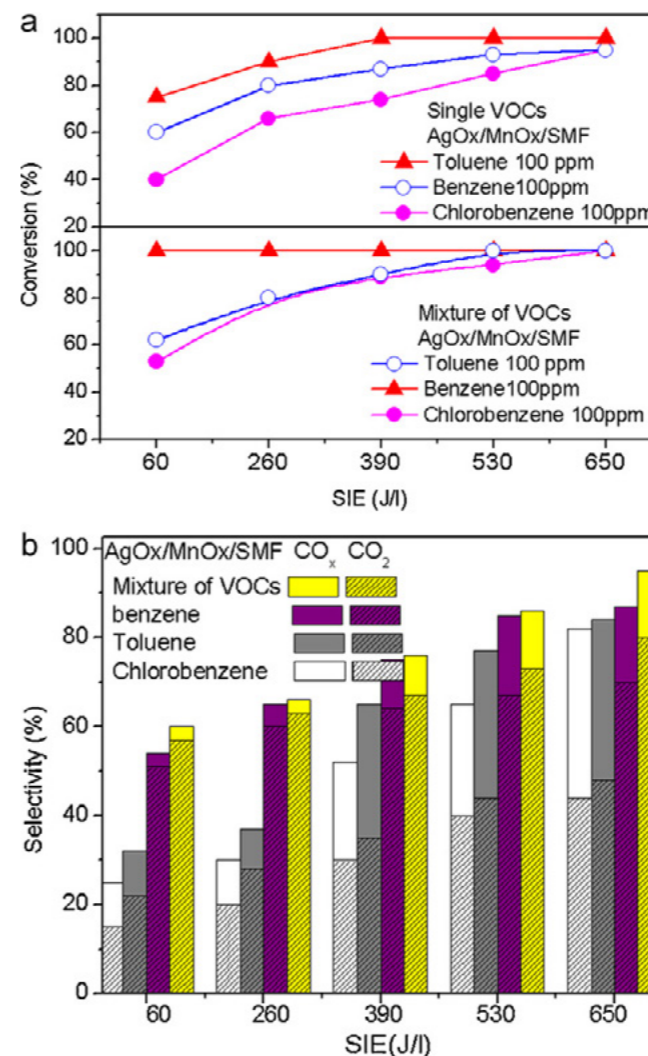 a
100
80
60
40
20
Single VOCs
AgOx/MnOx/SMF
Toluene 100 ppm
Benzene100ppm
Chlorobenzene 100ppm
Conversion (%)
100
80
60
40
20
Mixture of VOCs
AgOx/MnOx/SMF
Toluene 100 ppm
Benzene100ppm
Chlorobenzene 100ppm
60 260 390 530 650
SIE (J/l)
b
100
80
60
40
20
0
Selectivity (%)
AgOx/MnOx/SMF COx CO2
Mixture of VOCs
benzene
Toluene
Chlorobenzene
60 260 390 530 650
SIE(J/l)